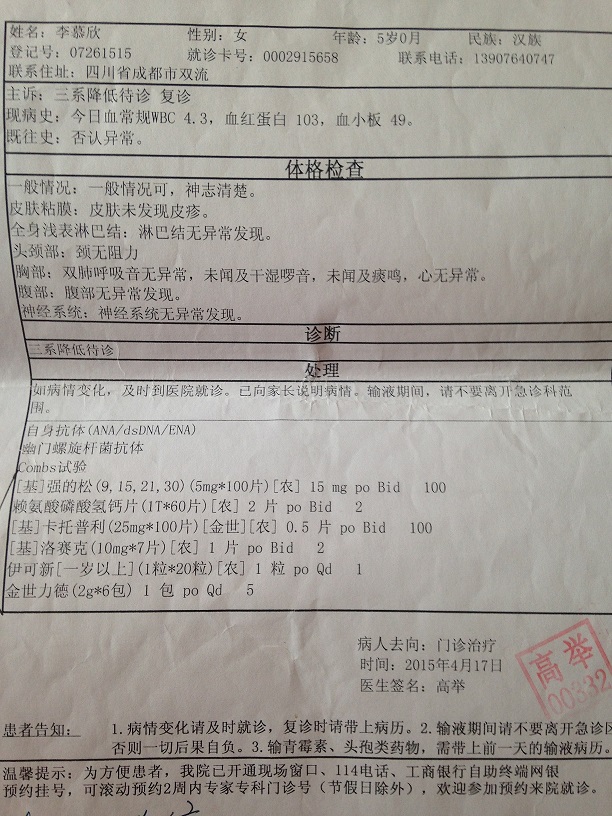 姓名：李慕欣 性别：女 年龄：5岁0月 民族：汉族
登记号：07261515 就诊卡号：0002915658 联系电话：13907640747
联系住址：四川省成都市双流
主诉：三系降低待诊 复诊
现病史：今日血常规WBC 4.3，血红蛋白 103，血小板 49。
既往史：否认异常。
体格检查
一般情况：一般情况可，神志清楚。
皮肤粘膜：皮肤未发现皮疹。
全身浅表淋巴结：淋巴结无异常发现。
头颈部：颈无阻力
胸部：双肺呼吸音无异常，未闻及干湿啰音，未闻及痰鸣，心无异常。
腹部：腹部无异常发现。
神经系统：神经系统无异常发现。
诊断
三系降低待诊
处理
如病情变化，及时到医院就诊。已向家长说明病情。输液期间，请不要离开急诊科范
围。
自身抗体(ANA/dsDNA/ENA)
幽门螺旋杆菌抗体
Combs试验
[基]强的松(9,15,21,30)(5mg*100片)[农] 15 mg po Bid 100
赖氨酸磷酸氢钙片(1T*60片)[农] 2 片 po Bid 2
[基]卡托普利(25mg*100片)[金世][农] 0.5 片 po Bid 100
[基]洛赛克(10mg*7片)[农] 1 片 po Bid 2
伊可新[一岁以上](1粒*20粒)[农] 1 粒 po Qd 1
金世力德(2g*6包) 1 包 po Qd 5
病人去向：门诊治疗
时间：2015年4月17日
医生签名：高举
高举
00332
患者告知： 1.病情变化请及时就诊，复诊时请带上病历。2.输液期间请不要离开急诊区
否则一切后果自负。3.输青霉素、头孢类药物，需带上前一天的输液病历。
温馨提示：为方便患者，我院已开通现场窗口、114电话、工商银行自助终端网银
预约挂号，可滚动预约2周内专家专科门诊号（节假日除外），欢迎参加预约来院就诊。